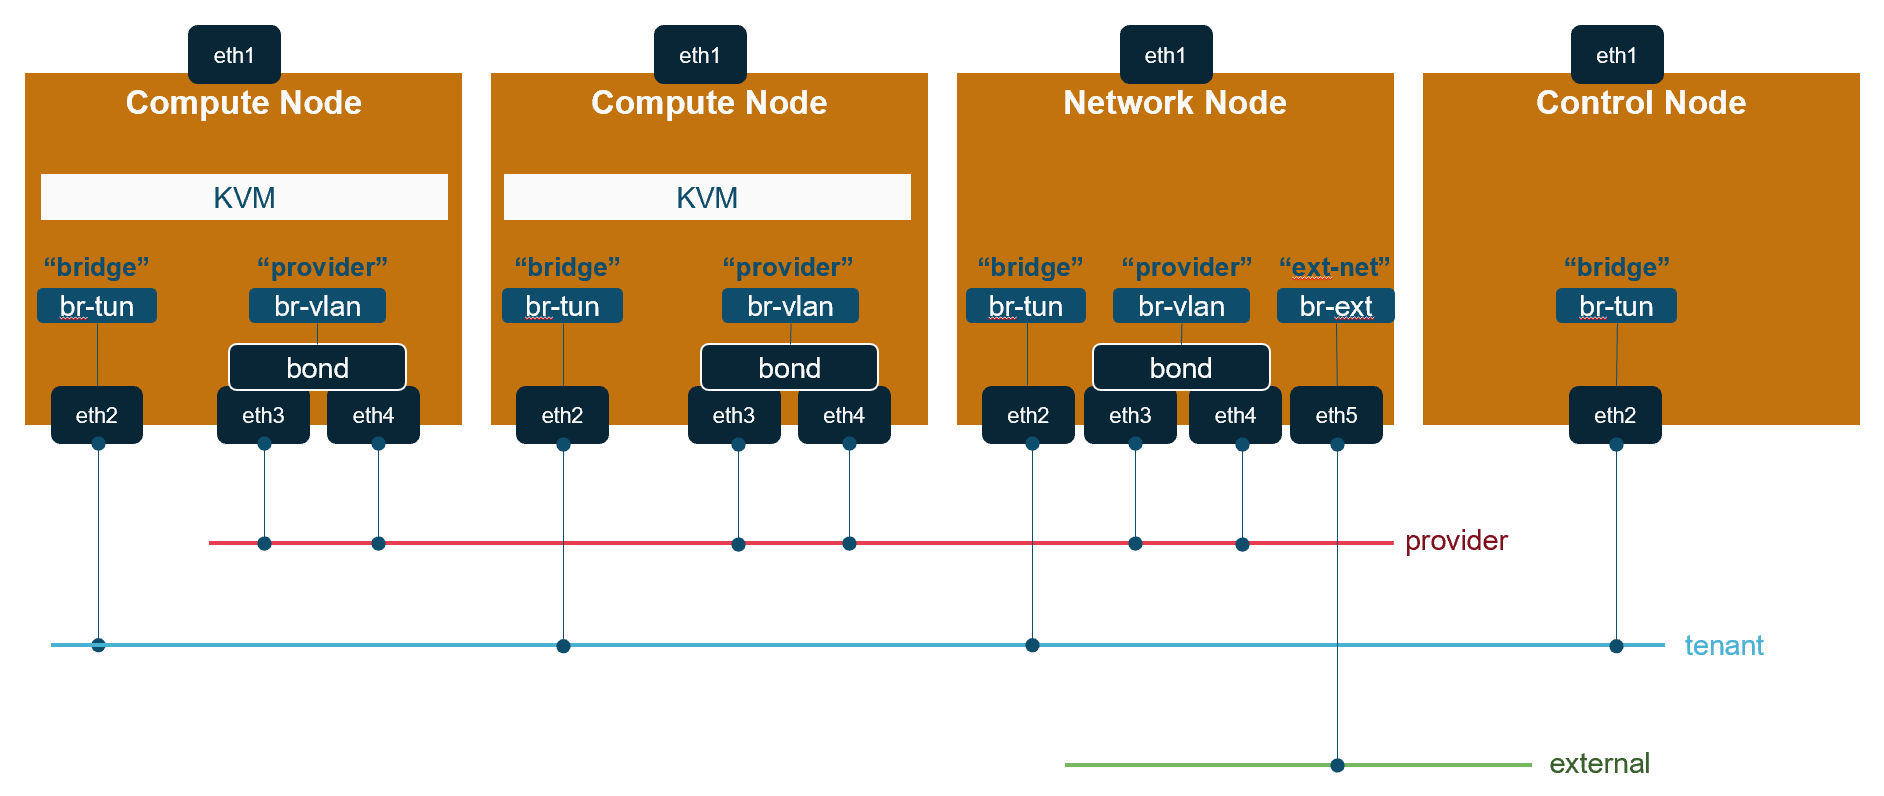 eth1
eth1
eth1
eth1
Compute Node
Compute Node
Network Node
Control Node
KVM
KVM
“bridge”
“provider”
“bridge”
“provider”
“bridge”
“provider”
“ext-net”
“bridge”
br-tun
br-vlan
br-tun
br-vlan
br-tun
br-vlan
br-ext
br-tun
bond
bond
bond
eth2
eth3
eth4
eth2
eth3
eth4
eth2
eth3
eth4
eth5
eth2
provider
tenant
external